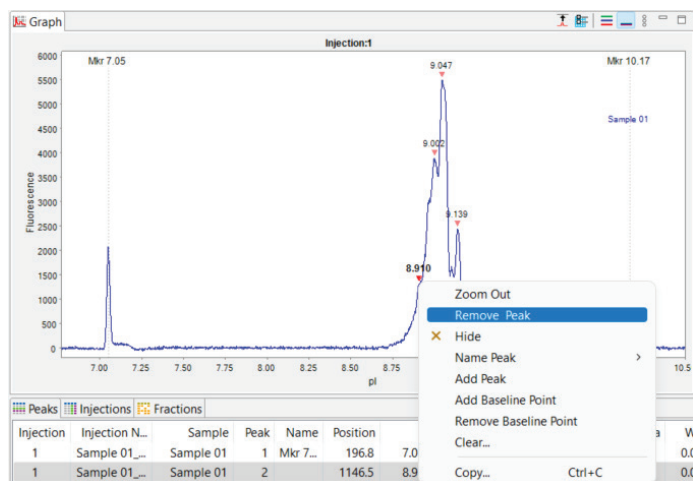 Graph
Injection:1
6000
5500
5000
4500
4000
3500
3000
2500
2000
1500
1000
500
0
Fluorescence
Mkr 7.05
9.047
Mkr 10.17
Sample 01
9.002
9.139
8.910
7.00 7.25 7.50 7.75 8.00 8.25 8.50 8.75 10.5
pI
Zoom Out
Remove Peak
Hide
Name Peak
Add Peak
Add Baseline Point
Remove Baseline Point
Clear...
Copy... Ctrl+C
Peaks Injections Fractions
Injection Injection N... Sample Peak Name Position
1 Sample 01_... Sample 01 1 Mkr 7... 196.8 7.0 0.0
1 Sample 01_... Sample 01 2 1146.5 8.9 0.0